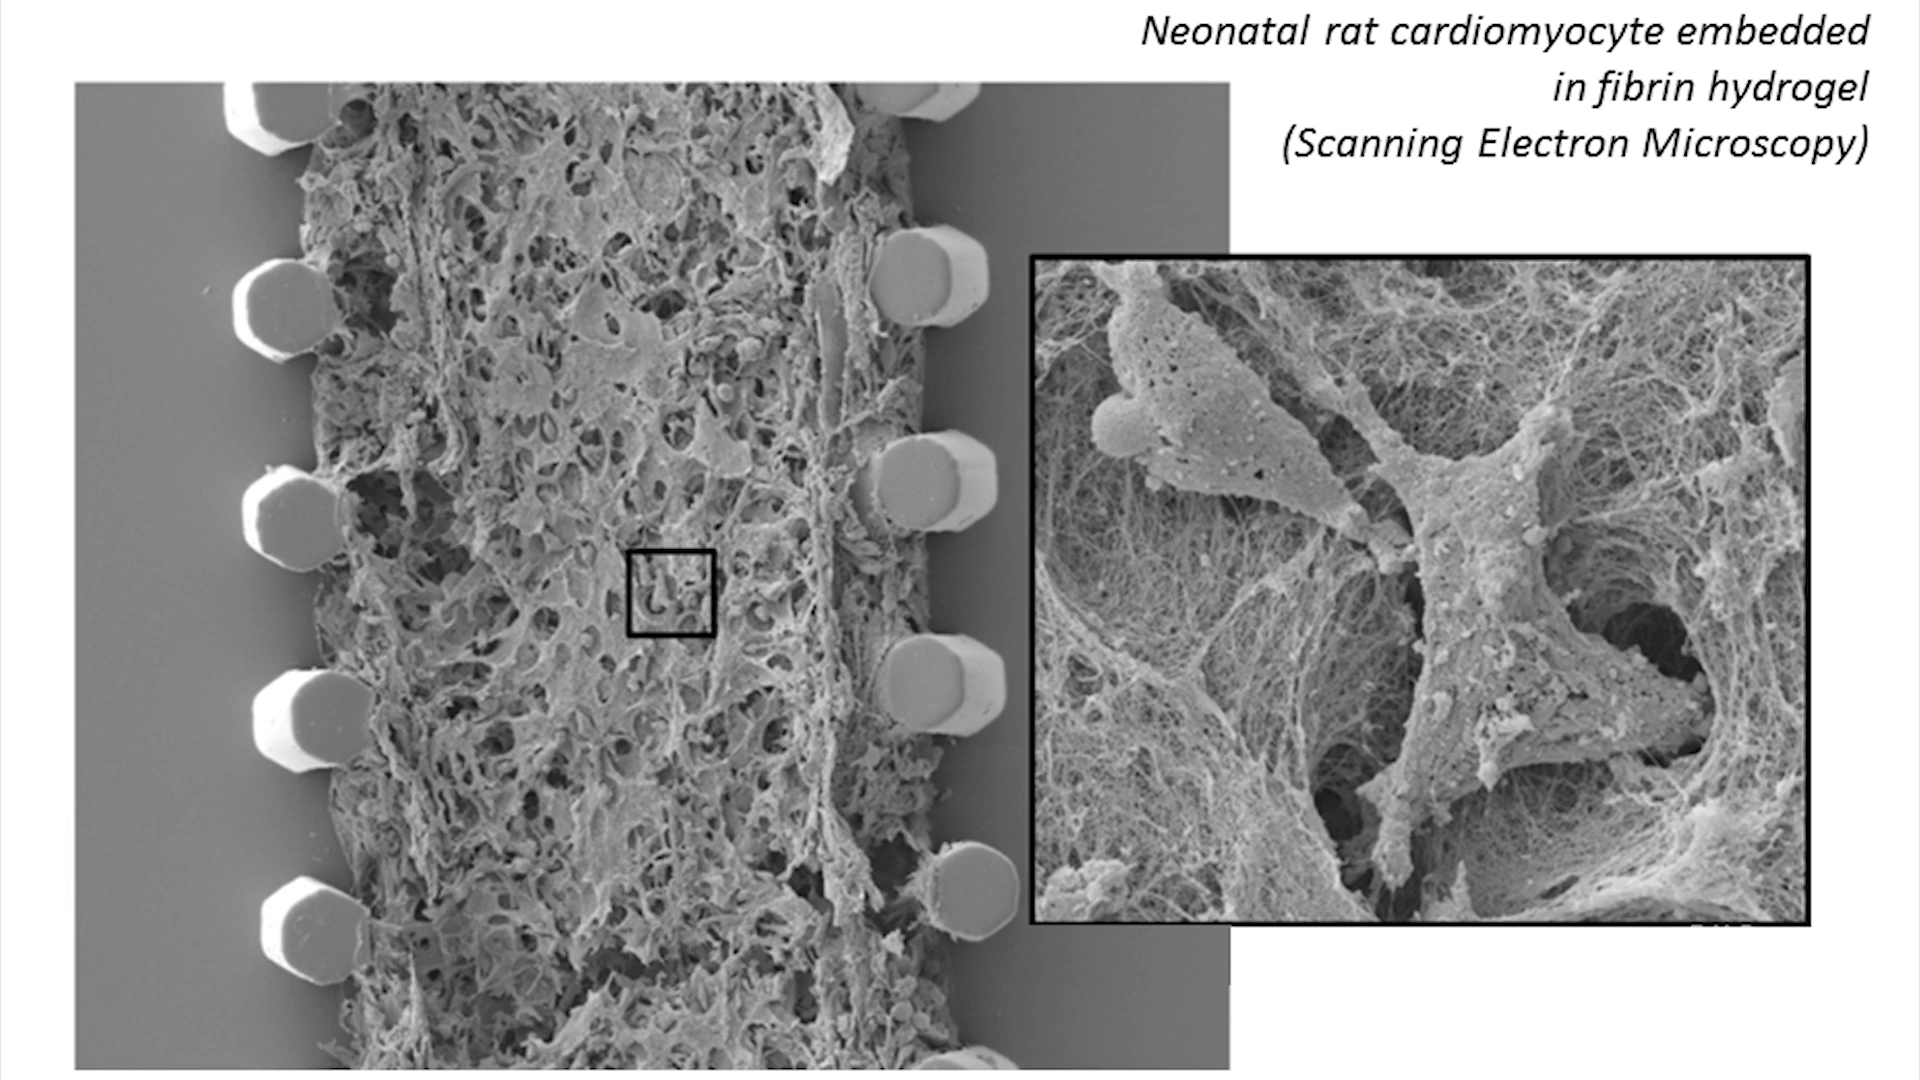 Neonatal rat cardiomyocyte embedded
in fibrin hydrogel
(Scanning Electron Microscopy)